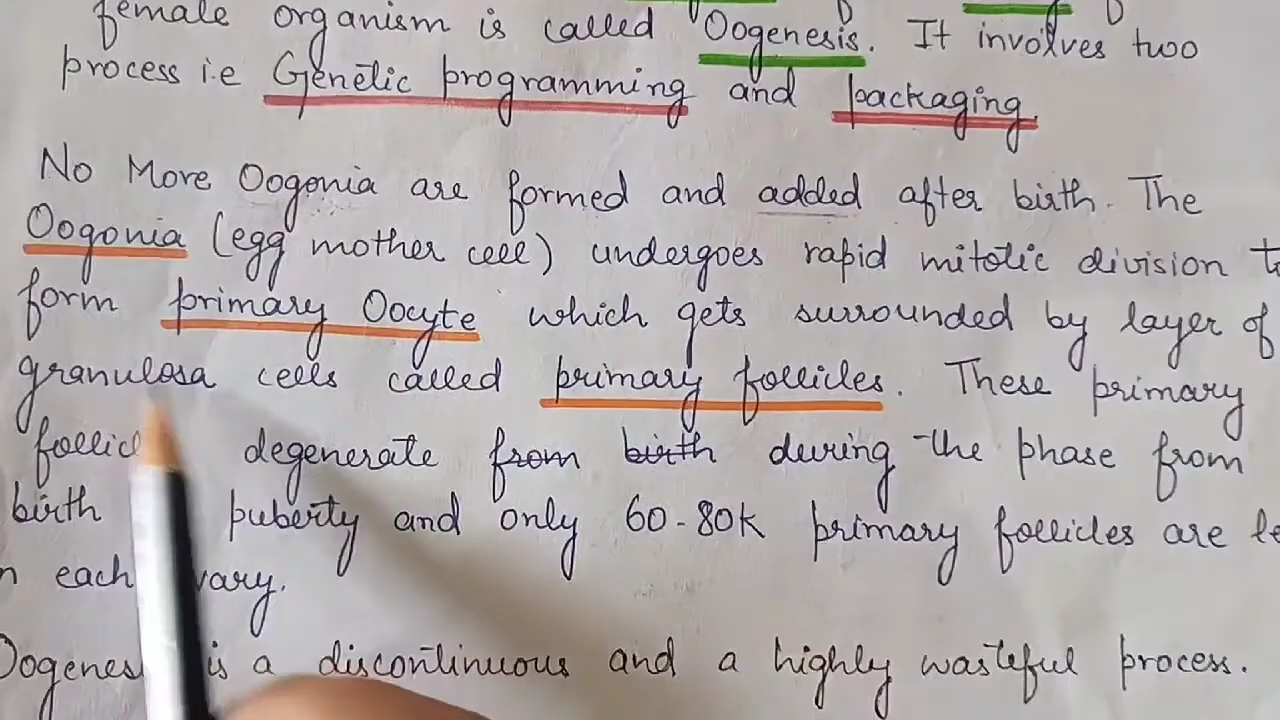 female organism is called Oogenesis. It involves two
process i.e Genetic programming and packaging.
No More Oogonia are formed and added after birth. The
Oogonia (egg mother cell) undergoes rapid mitotic division
form primary Oocyte which gets surrounded by layer of
granulosa cells called primary follicles. These primary
degenerate from birth during the phase from
birth puberty and only 60-80K primary follicles are
each
is a discontinuous and a highly wasteful process.